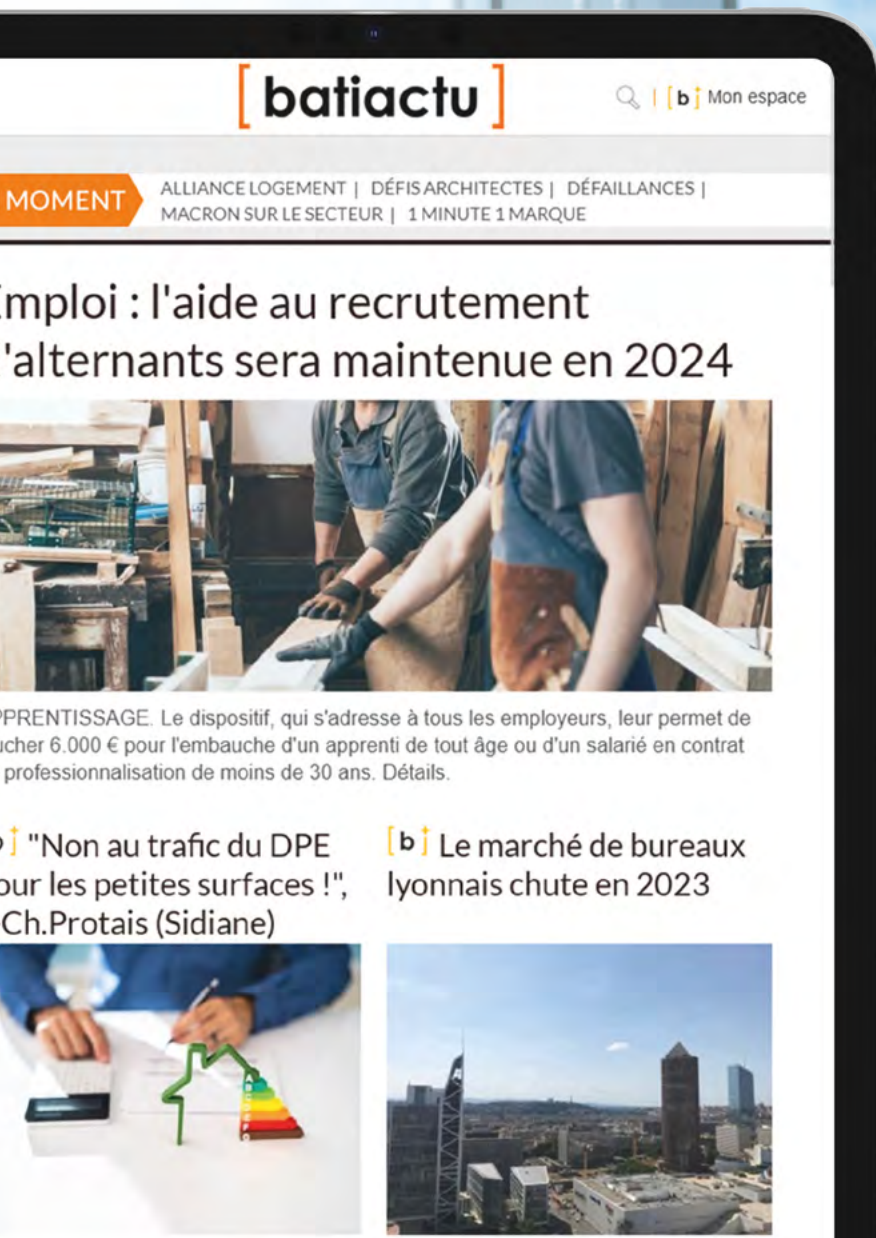 [ batiactu ]
| [b] Mon espace
MOMENT
ALLIANCE LOGEMENT | DÉFIS ARCHITECTES | DÉFAILLANCES |
MACRON SUR LE SECTEUR | 1 MINUTE 1 MARQUE
mploi : l'aide au recrutement
'alternants sera maintenue en 2024
PPRENTISSAGE. Le dispositif, qui s'adresse à tous les employeurs, leur permet de
ucher 6.000 € pour l'embauche d'un apprenti de tout âge ou d'un salarié en contrat
professionnalisation de moins de 30 ans. Détails.
"Non au trafic du DPE
our les petites surfaces !",
Ch.Protais (Sidiane)
[b] Le marché de bureaux
lyonnais chute en 2023